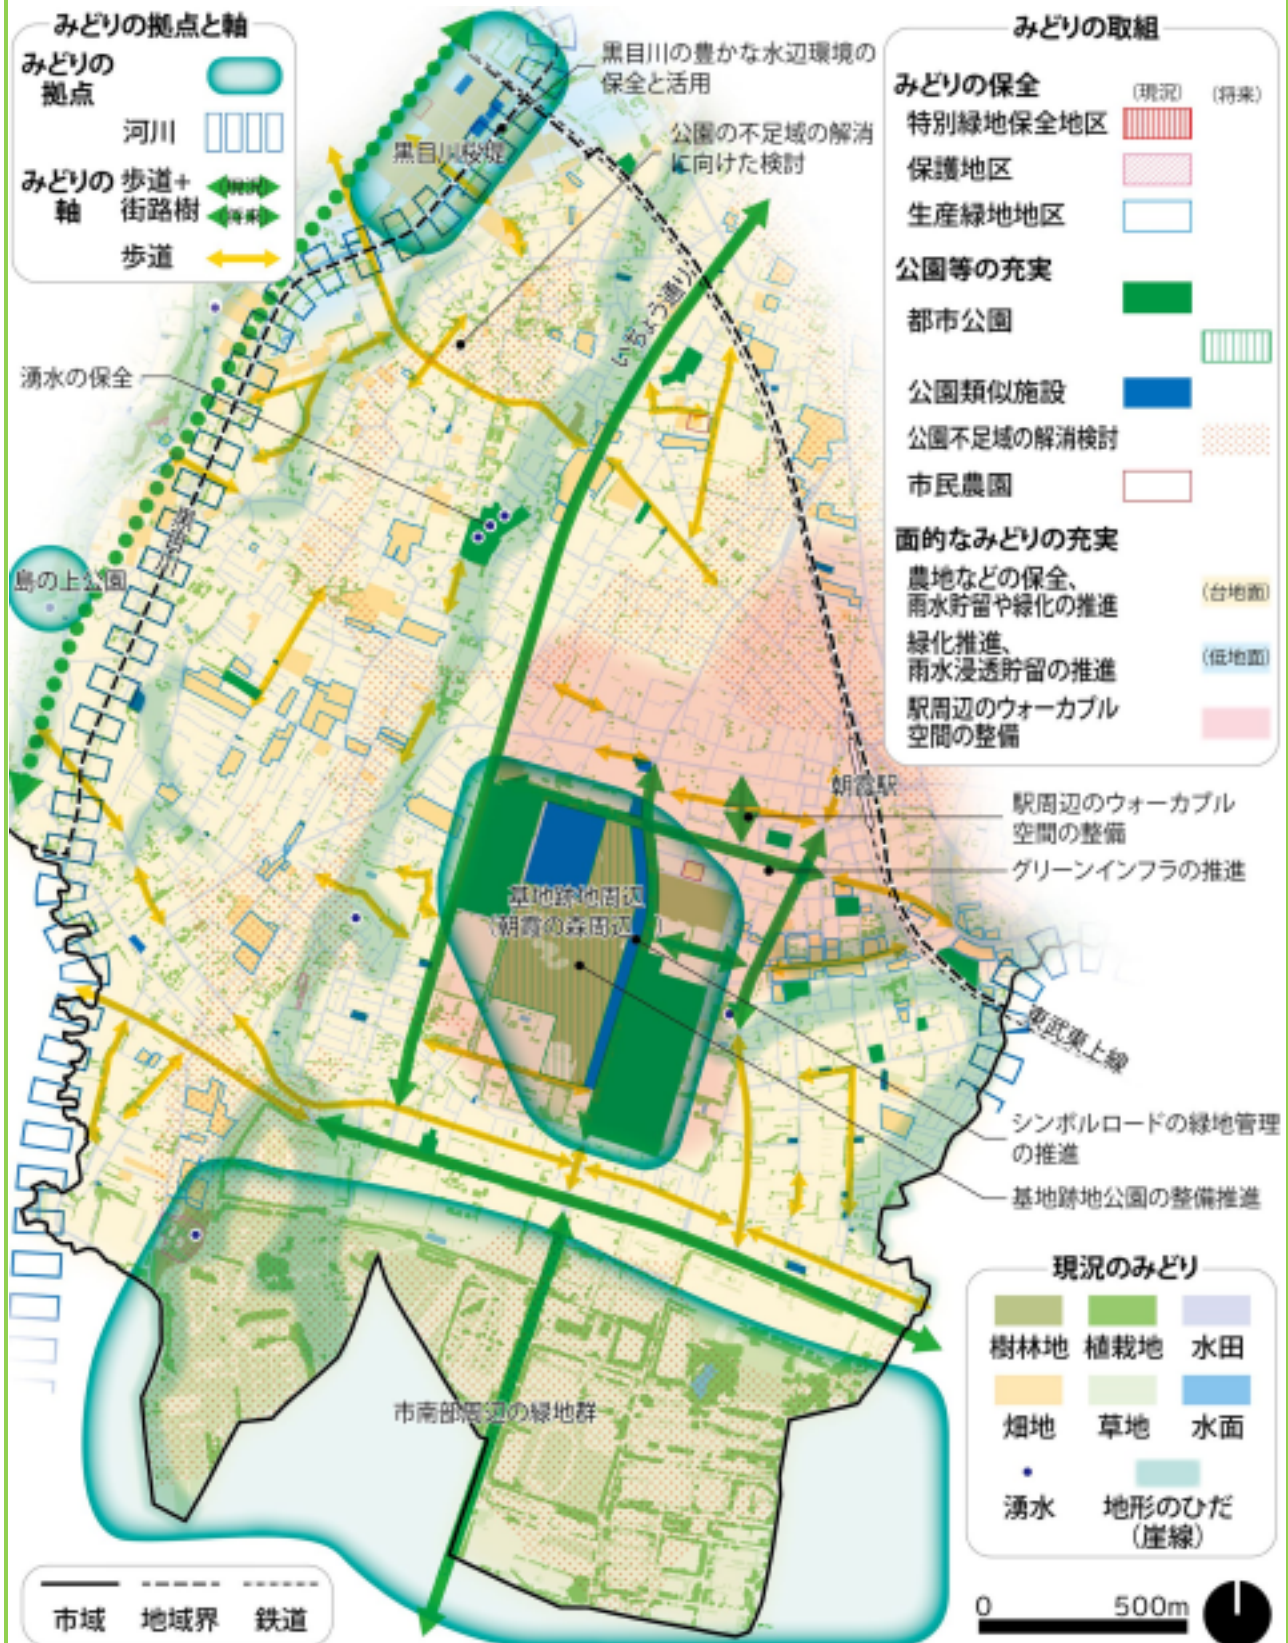 みどりの拠点と軸
みどりの
拠点
河川
みどりの
軸
歩道+
街路樹
(現況)
(将来)
歩道
黒目川の豊かな水辺環境の
保全と活用
公園の不足域の解消
に向けた検討
黒目川桜堤
いちょう通り
湧水の保全
黒目川
島の上公園
朝霞駅
駅周辺のウォーカブル
空間の整備
グリーンインフラの推進
基地跡地周辺
(朝霞の森周辺)
東武東上線
シンボルロードの緑地管理
の推進
基地跡地公園の整備推進
市南部周辺の緑地群
みどりの取組
みどりの保全
(現況)
(将来)
特別緑地保全地区
保護地区
生産緑地地区
公園等の充実
都市公園
公園類似施設
公園不足域の解消検討
市民農園
面的なみどりの充実
農地などの保全、
雨水貯留や緑化の推進
(台地面)
緑化推進、
雨水浸透貯留の推進
(低地面)
駅周辺のウォーカブル
空間の整備
現況のみどり
樹林地 植栽地 水田
畑地 草地 水面
湧水 地形のひだ
(崖線)
市域 地域界 鉄道
0 500m